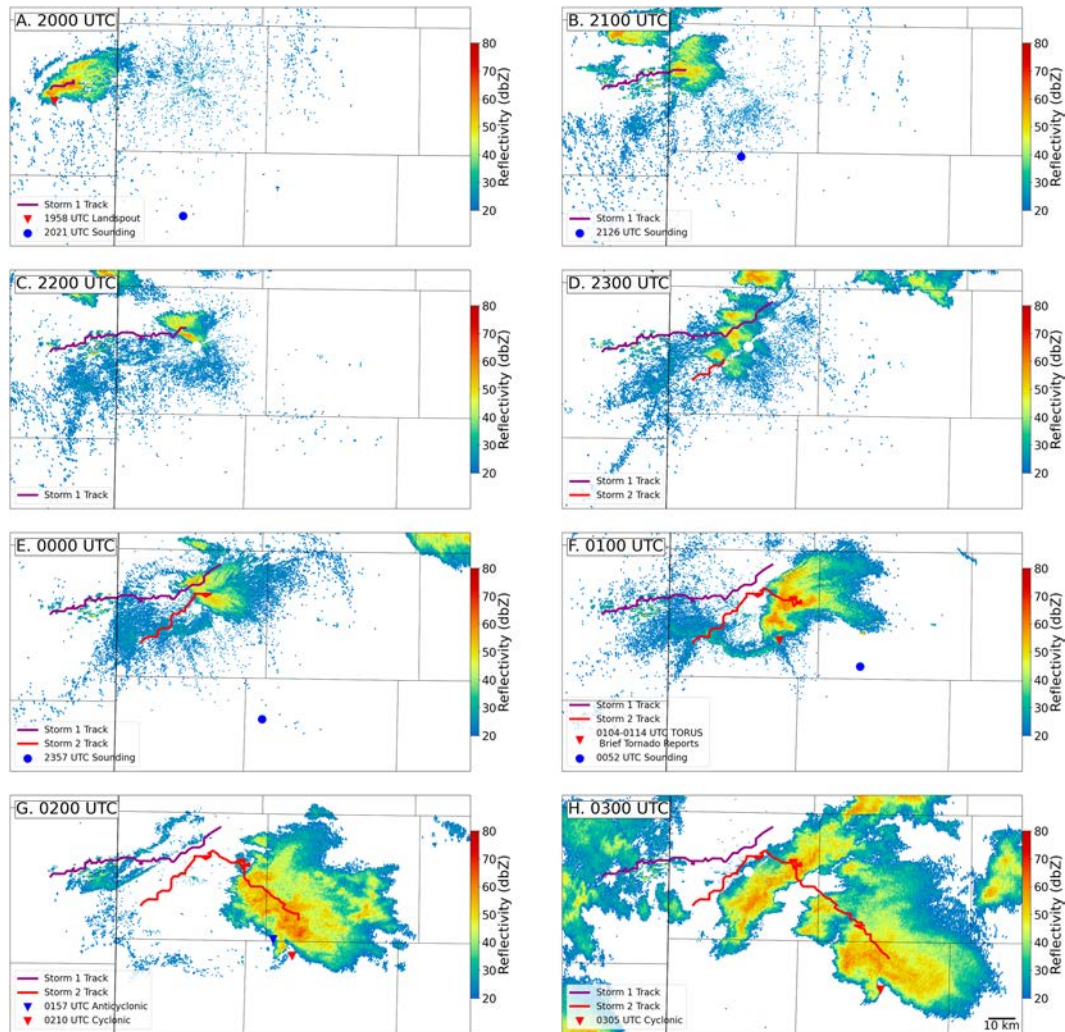 A. 2000 UTC
80
70
60
50
40
30
20
Reflectivity (dbZ)
Storm 1 Track
1958 UTC Landspout
2021 UTC Sounding
B. 2100 UTC
80
70
60
50
40
30
20
Reflectivity (dbZ)
Storm 1 Track
2126 UTC Sounding
C. 2200 UTC
80
70
60
50
40
30
20
Reflectivity (dbZ)
Storm 1 Track
D. 2300 UTC
80
70
60
50
40
30
20
Reflectivity (dbZ)
Storm 1 Track
Storm 2 Track
E. 0000 UTC
80
70
60
50
40
30
20
Reflectivity (dbZ)
Storm 1 Track
Storm 2 Track
2357 UTC Sounding
F. 0100 UTC
80
70
60
50
40
30
20
Reflectivity (dbZ)
Storm 1 Track
Storm 2 Track
0104-0114 UTC TORUS
Brief Tornado Reports
0052 UTC Sounding
G. 0200 UTC
80
70
60
50
40
30
20
Reflectivity (dbZ)
Storm 1 Track
Storm 2 Track
0157 UTC Anticyclonic
0210 UTC Cyclonic
H. 0300 UTC
80
70
60
50
40
30
20
Reflectivity (dbZ)
Storm 1 Track
Storm 2 Track
0305 UTC Cyclonic
10 km